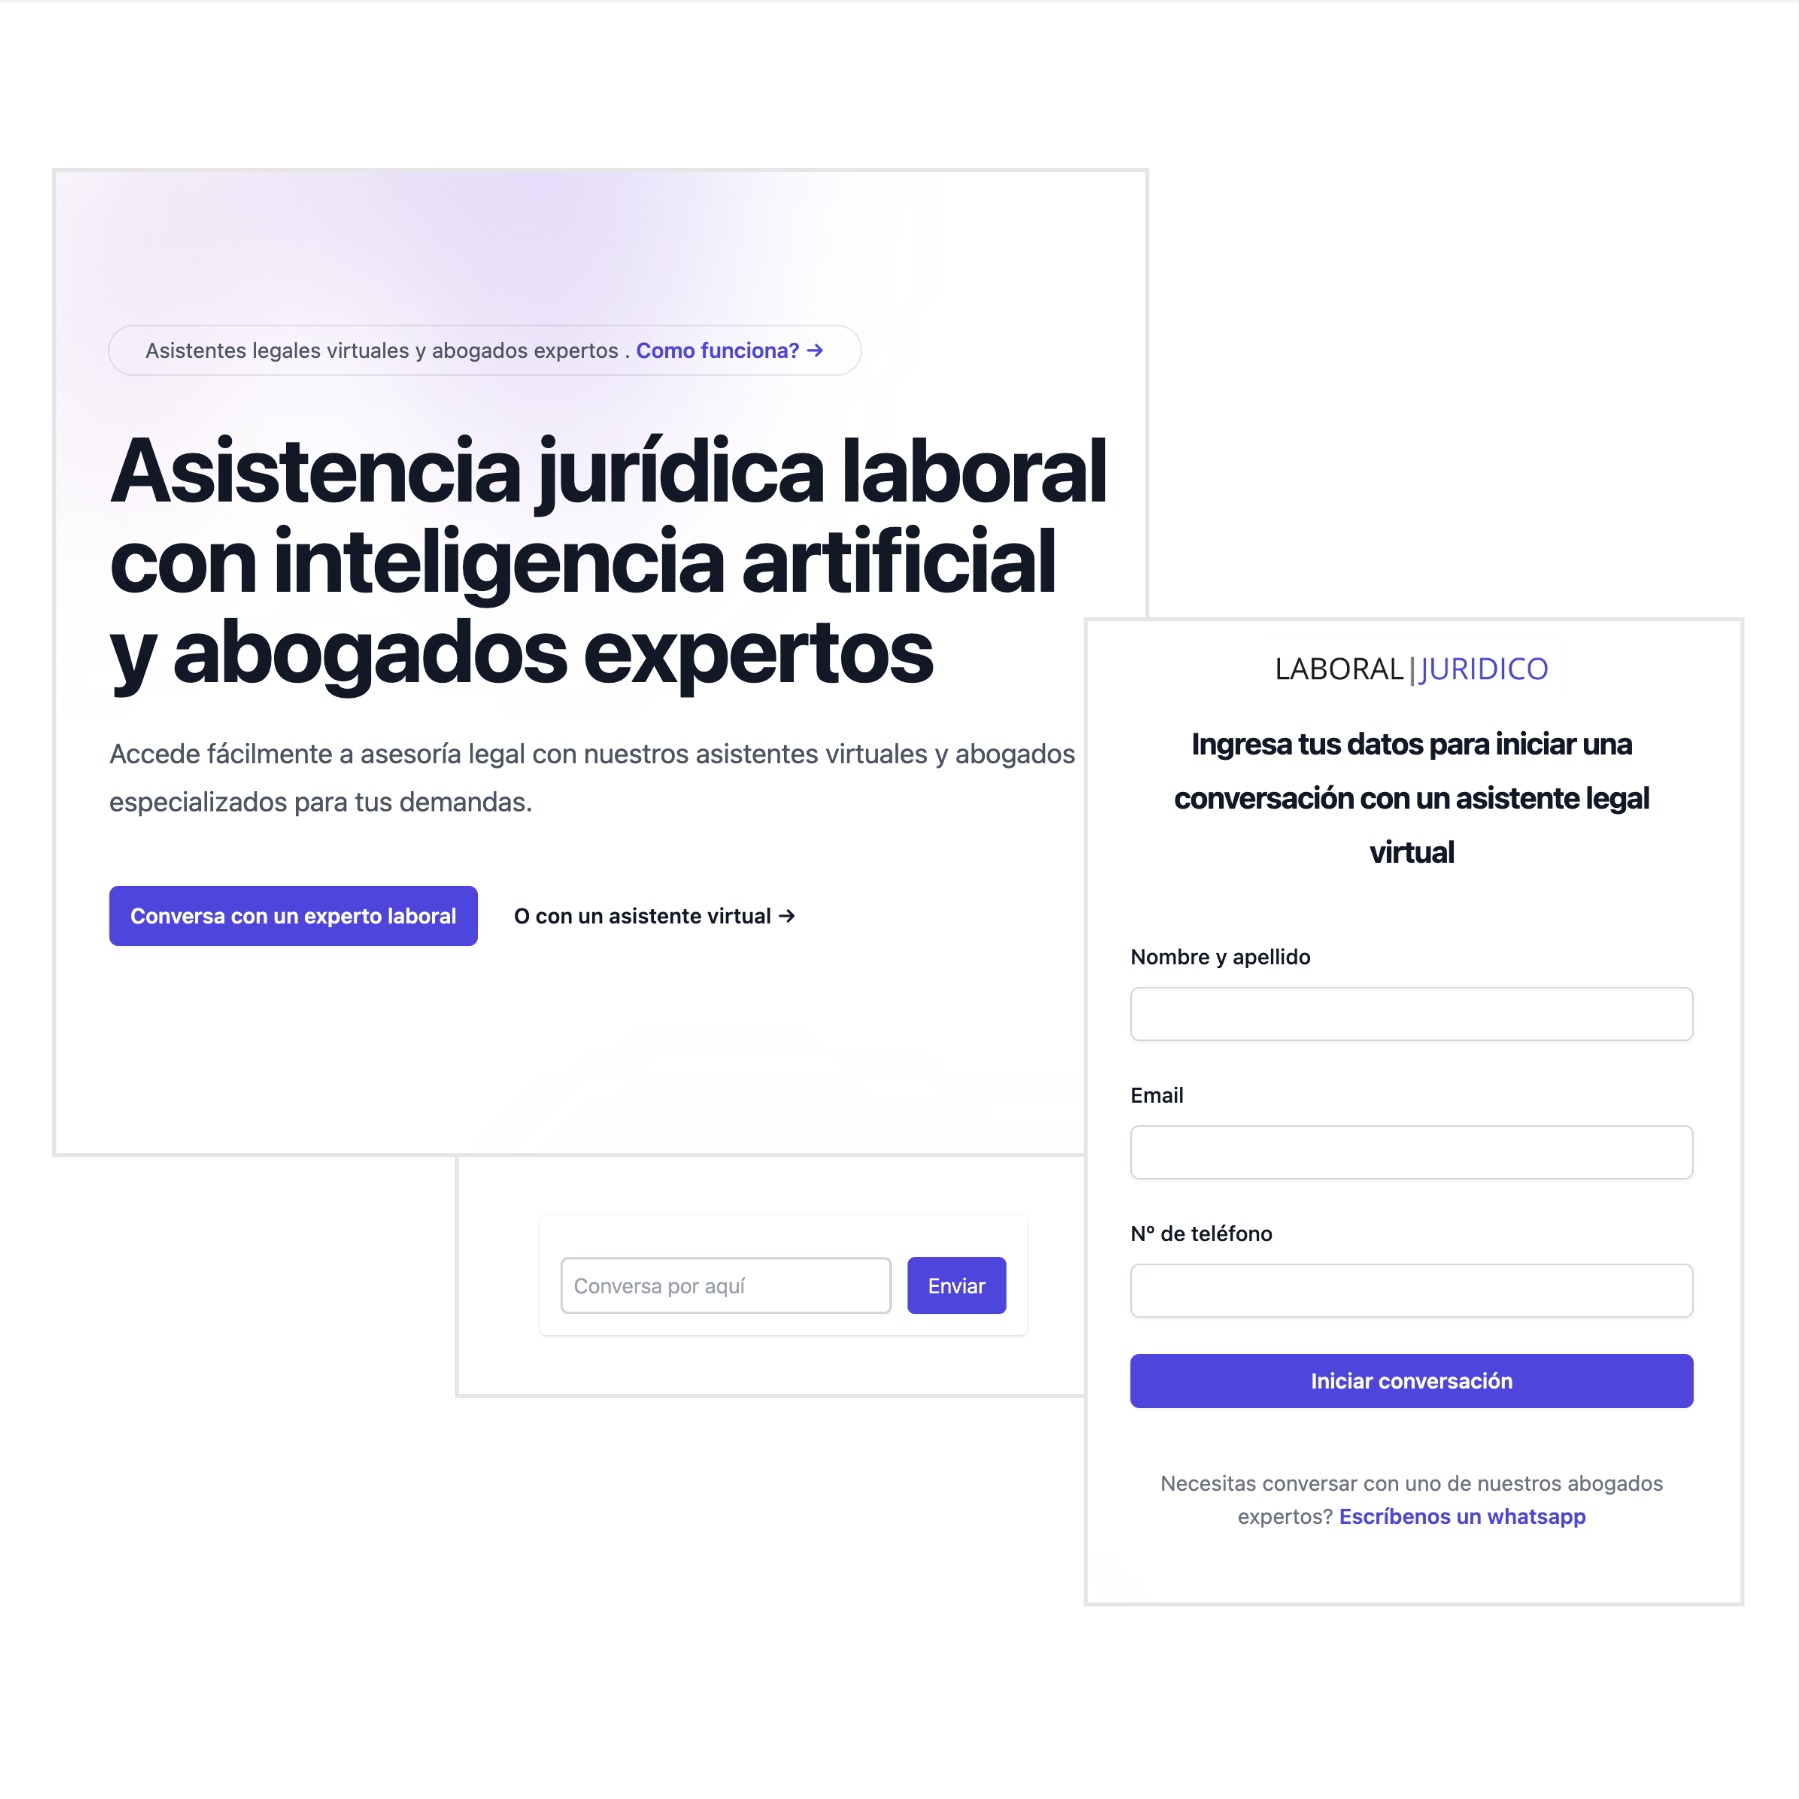 Asistentes legales virtuales y abogados expertos . Como funciona? →
Asistencia jurídica laboral
con inteligencia artificial
y abogados expertos
Accede fácilmente a asesoría legal con nuestros asistentes virtuales y abogados
especializados para tus demandas.
Conversa con un experto laboral
O con un asistente virtual →
Conversa por aquí
Enviar
LABORAL|JURIDICO
Ingresa tus datos para iniciar una
conversación con un asistente legal
virtual
Nombre y apellido
Email
Nº de teléfono
Iniciar conversación
Necesitas conversar con uno de nuestros abogados
expertos? Escríbenos un whatsapp